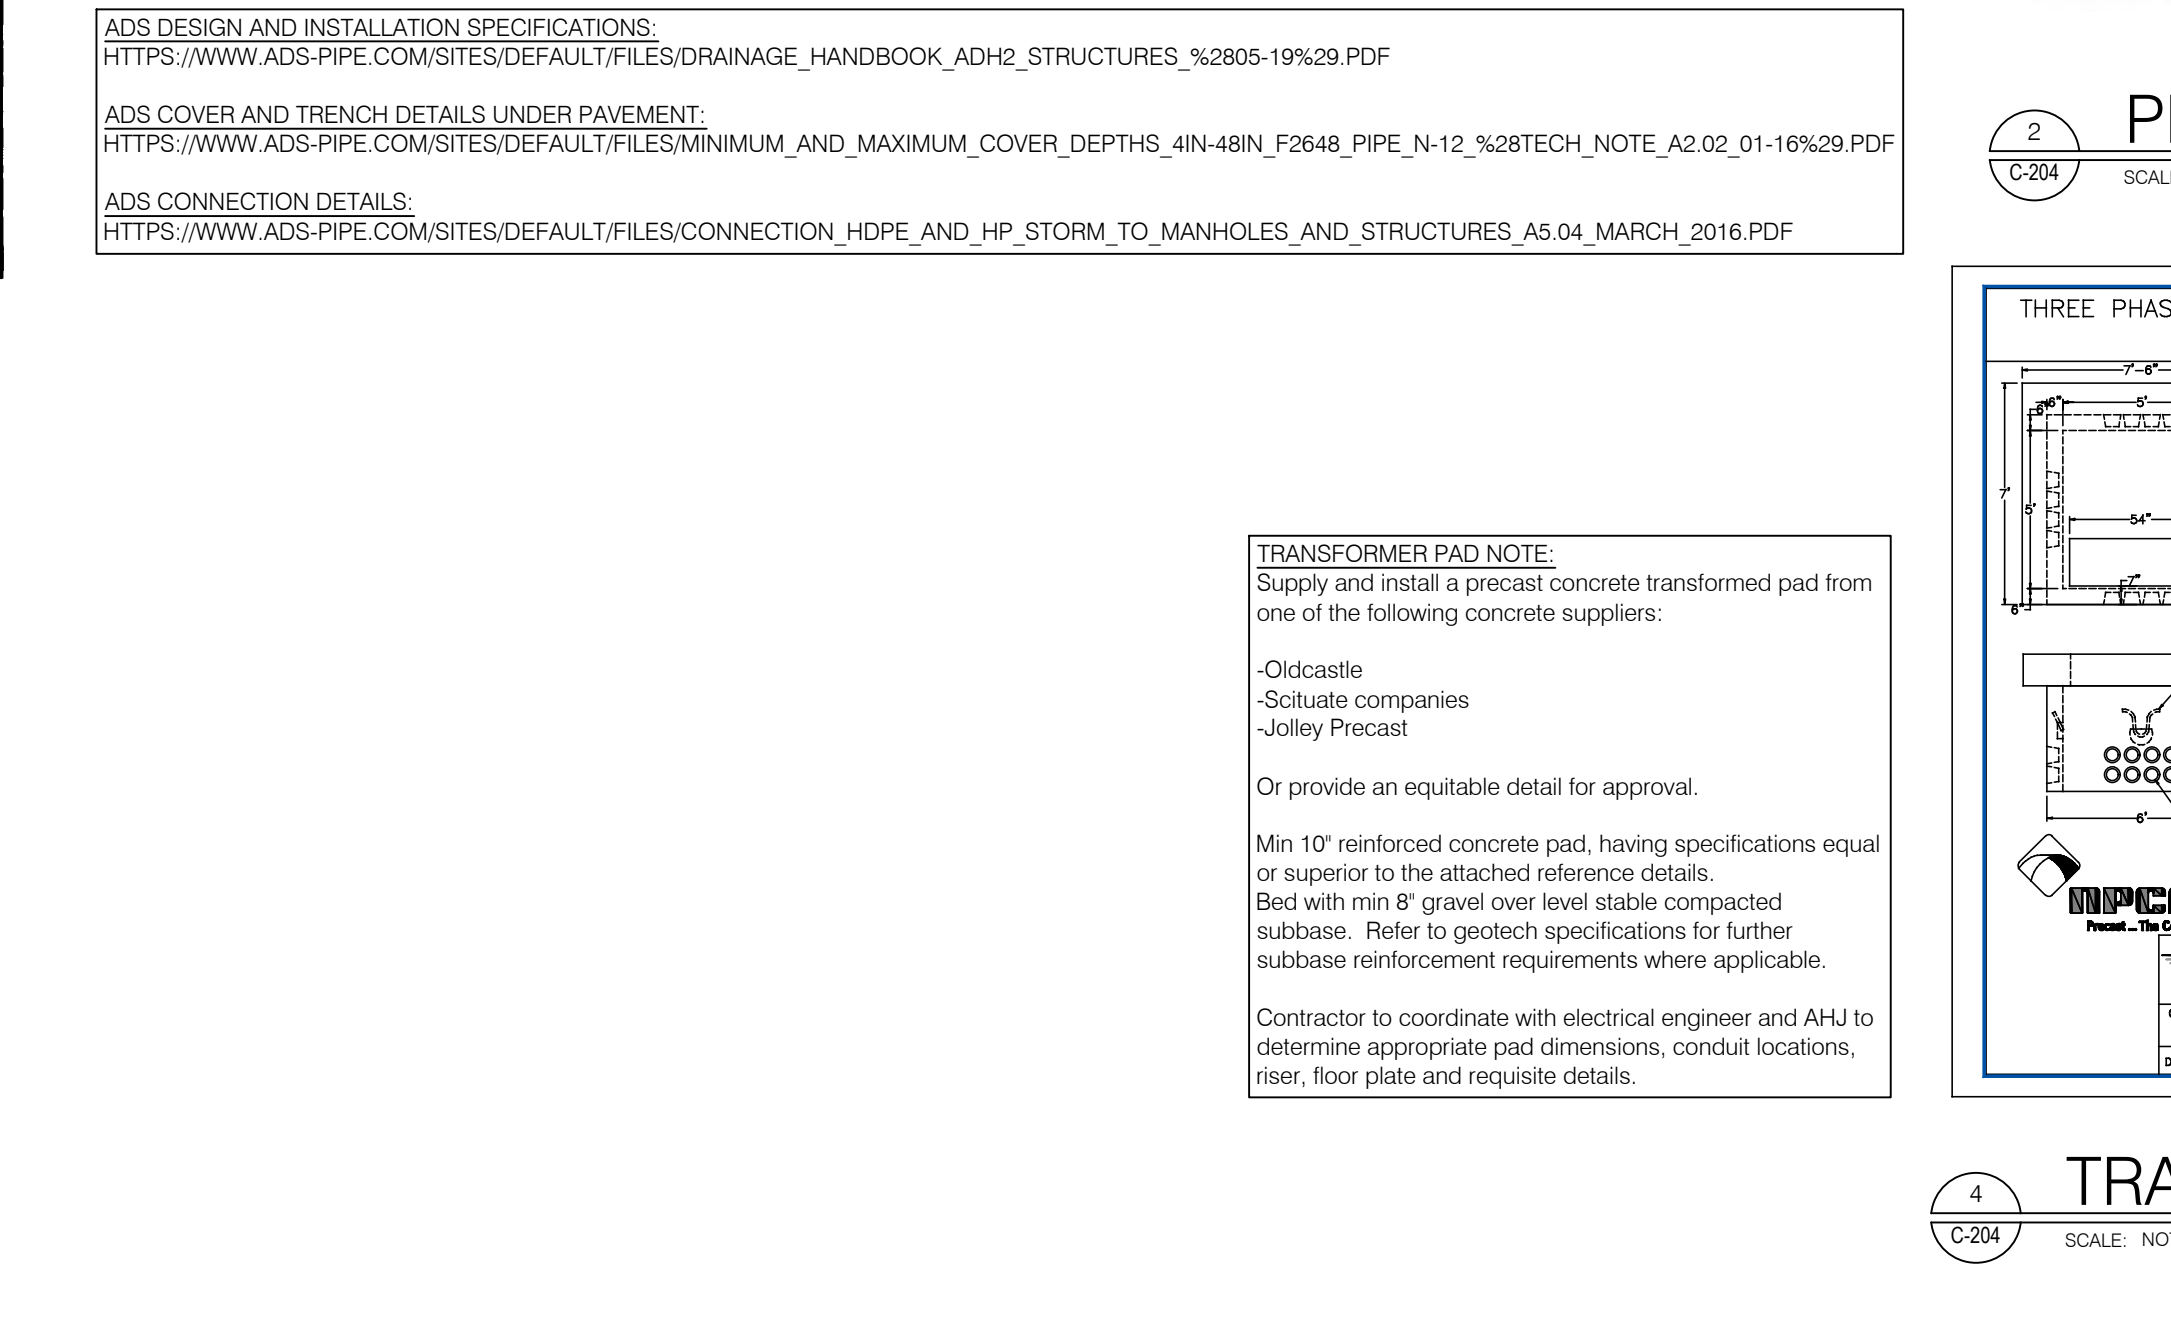 ADS DESIGN AND INSTALLATION SPECIFICATIONS:
HTTPS://WWW.ADS-PIPE.COM/SITES/DEFAULT/FILES/DRAINAGE_HANDBOOK_ADH2_STRUCTURES_%2805-19%29.PDF
ADS COVER AND TRENCH DETAILS UNDER PAVEMENT:
HTTPS://WWW.ADS-PIPE.COM/SITES/DEFAULT/FILES/MINIMUM_AND_MAXIMUM_COVER_DEPTHS_4IN-48IN_F2648_PIPE_N-12_%28TECH_NOTE_A2.02_01-16%29.PDF
ADS CONNECTION DETAILS:
HTTPS://WWW.ADS-PIPE.COM/SITES/DEFAULT/FILES/CONNECTION_HDPE_AND_HP_STORM_TO_MANHOLES_AND_STRUCTURES_A5.04_MARCH_2016.PDF
2
C-204
THREE
7'-6"
6"
6"
5'
7'
5'
54"
7"
6"
6'
Precast ... The
TRANSFORMER PAD NOTE:
Supply and install a precast concrete transformed pad from
one of the following concrete suppliers:
-Oldcastle
-Scituate companies
-Jolley Precast
Or provide an equitable detail for approval.
Min 10" reinforced concrete pad, having specifications equal
or superior to the attached reference details.
Bed with min 8" gravel over level stable compacted
subbase.  Refer to geotech specifications for further
subbase reinforcement requirements where applicable.
Contractor to coordinate with electrical engineer and AHJ to
determine appropriate pad dimensions, conduit locations,
riser, floor plate and requisite details.
4
C-204
SCALE: